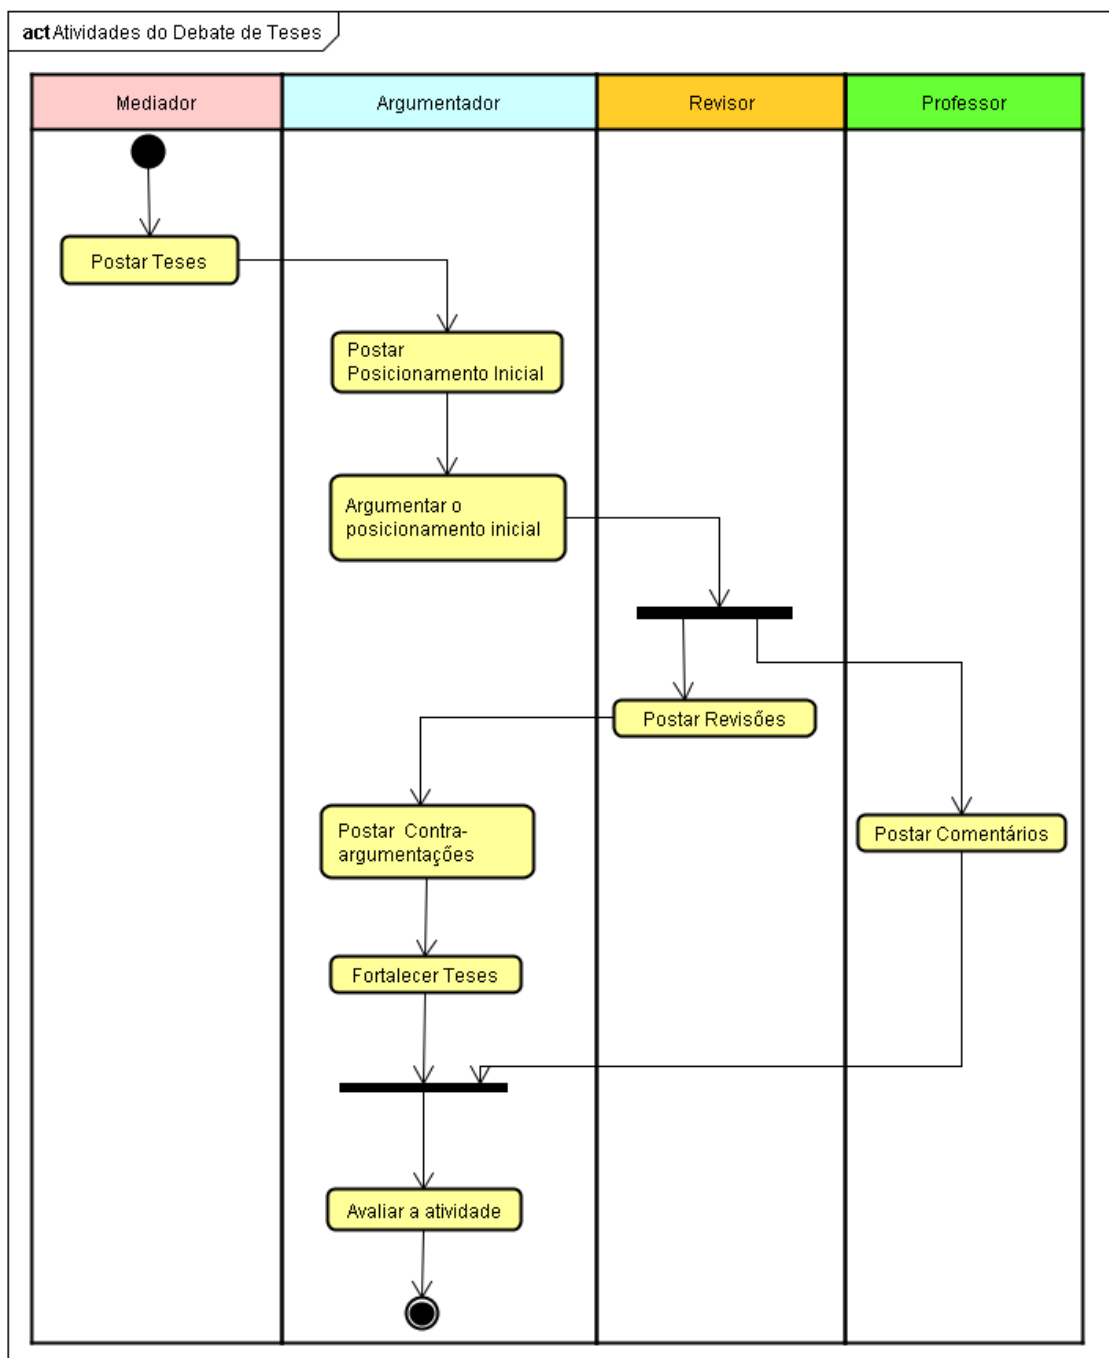 act Atividades do Debate de Teses
Mediador
Argumentador
Revisor
Professor
Postar Teses
Postar
Posicionamento Inicial
Argumentar o
posicionamento inicial
Postar Revisões
Postar Contra-
argumentações
Postar Comentários
Fortalecer Teses
Avaliar a atividade